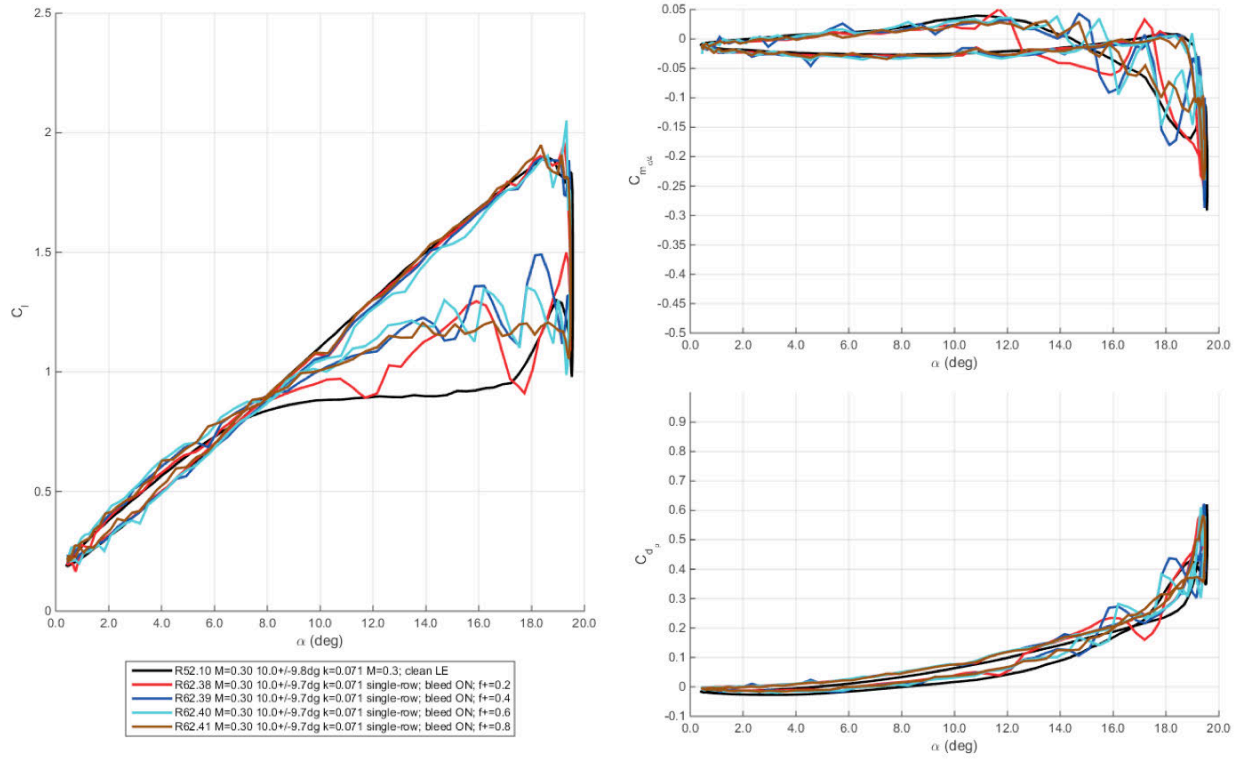 2.5
2
1.5
1
0.5
0
C_l
0.0 2.0 4.0 6.0 8.0 10.0 12.0 14.0 16.0 18.0 20.0
α (deg)
R52.10 M=0.30 10.0+/-9.8dg k=0.071 M=0.3; clean LE
R62.38 M=0.30 10.0+/-9.7dg k=0.071 single-row; bleed ON; f+=0.2
R62.39 M=0.30 10.0+/-9.7dg k=0.071 single-row; bleed ON; f+=0.4
R62.40 M=0.30 10.0+/-9.7dg k=0.071 single-row; bleed ON; f+=0.6
R62.41 M=0.30 10.0+/-9.7dg k=0.071 single-row; bleed ON; f+=0.8
0.05
0
-0.05
-0.1
-0.15
-0.2
-0.25
-0.3
-0.35
-0.4
-0.45
-0.5
0.0 2.0 4.0 6.0 8.0 10.0 12.0 14.0 16.0 18.0 20.0
α (deg)
0.9
0.8
0.7
0.6
0.5
0.4
0.3
0.2
0.1
0
-0.1
0.0 2.0 4.0 6.0 8.0 10.0 12.0 14.0 16.0 18.0 20.0
α (deg)